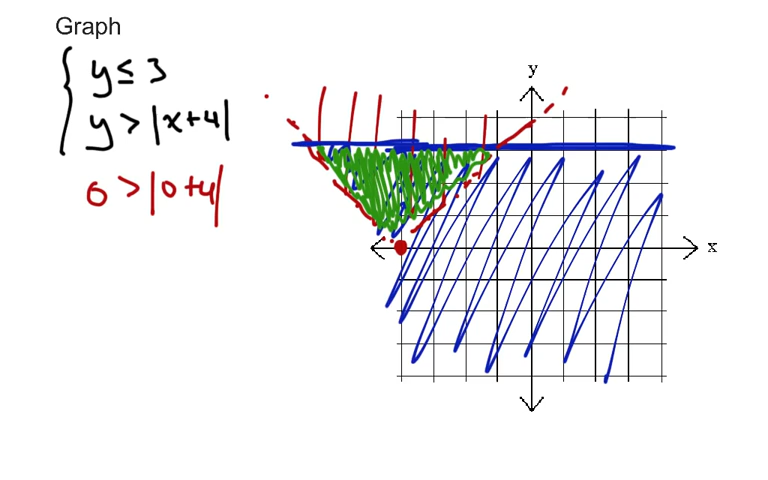 Graph
y ≤ 3
y > |x+4|
0 > |0+4|
y
x